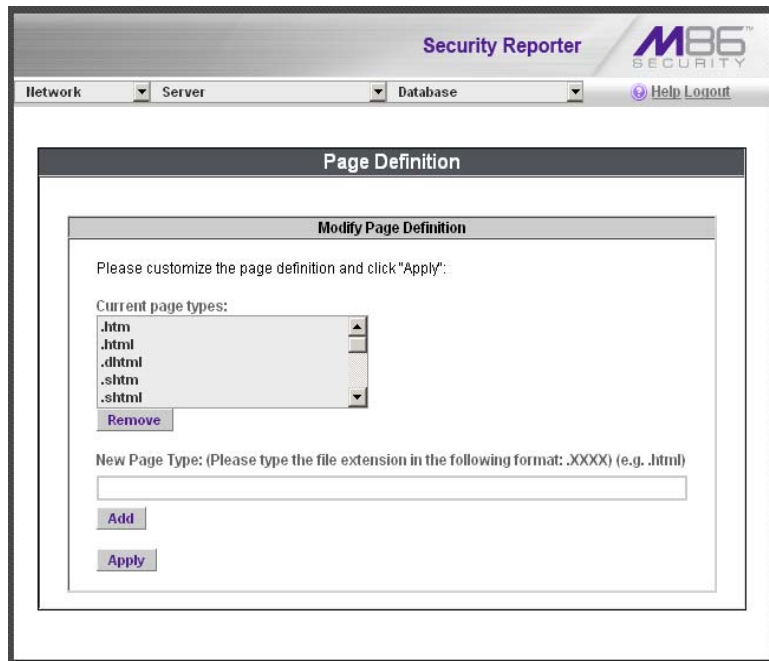 Security Reporter
M86™
SECURITY
Network Server Database Help Logout
Page Definition
Modify Page Definition
Please customize the page definition and click "Apply":
Current page types:
.htm
.html
.dhtml
.shtm
.shtml
Remove
New Page Type: (Please type the file extension in the following format: .XXXX) (e.g. .html)
Add
Apply